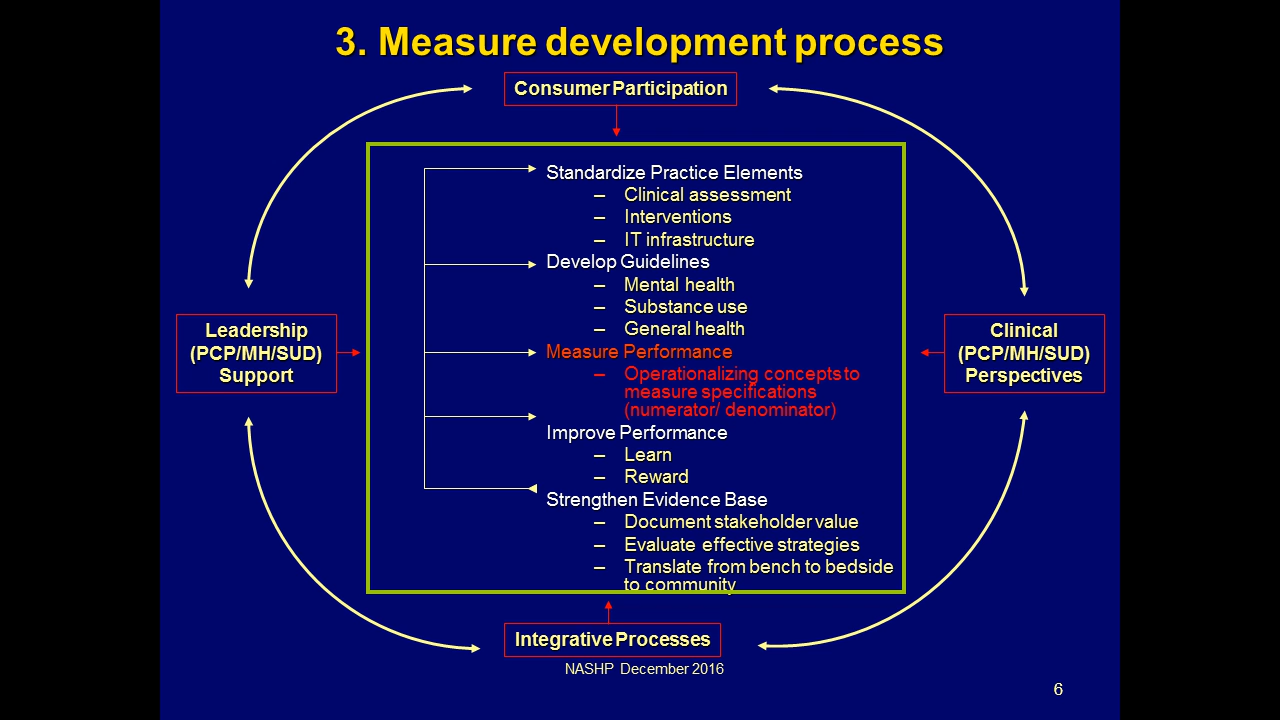 3. Measure development process
Consumer Participation
Standardize Practice Elements
– Clinical assessment
– Interventions
– IT infrastructure
Develop Guidelines
– Mental health
– Substance use
– General health
Measure Performance
– Operationalizing concepts to
measure specifications
(numerator/ denominator)
Improve Performance
– Learn
– Reward
Strengthen Evidence Base
– Document stakeholder value
– Evaluate effective strategies
– Translate from bench to bedside
to community
Leadership
(PCP/MH/SUD)
Support
Clinical
(PCP/MH/SUD)
Perspectives
Integrative Processes
NASHP December 2016
6